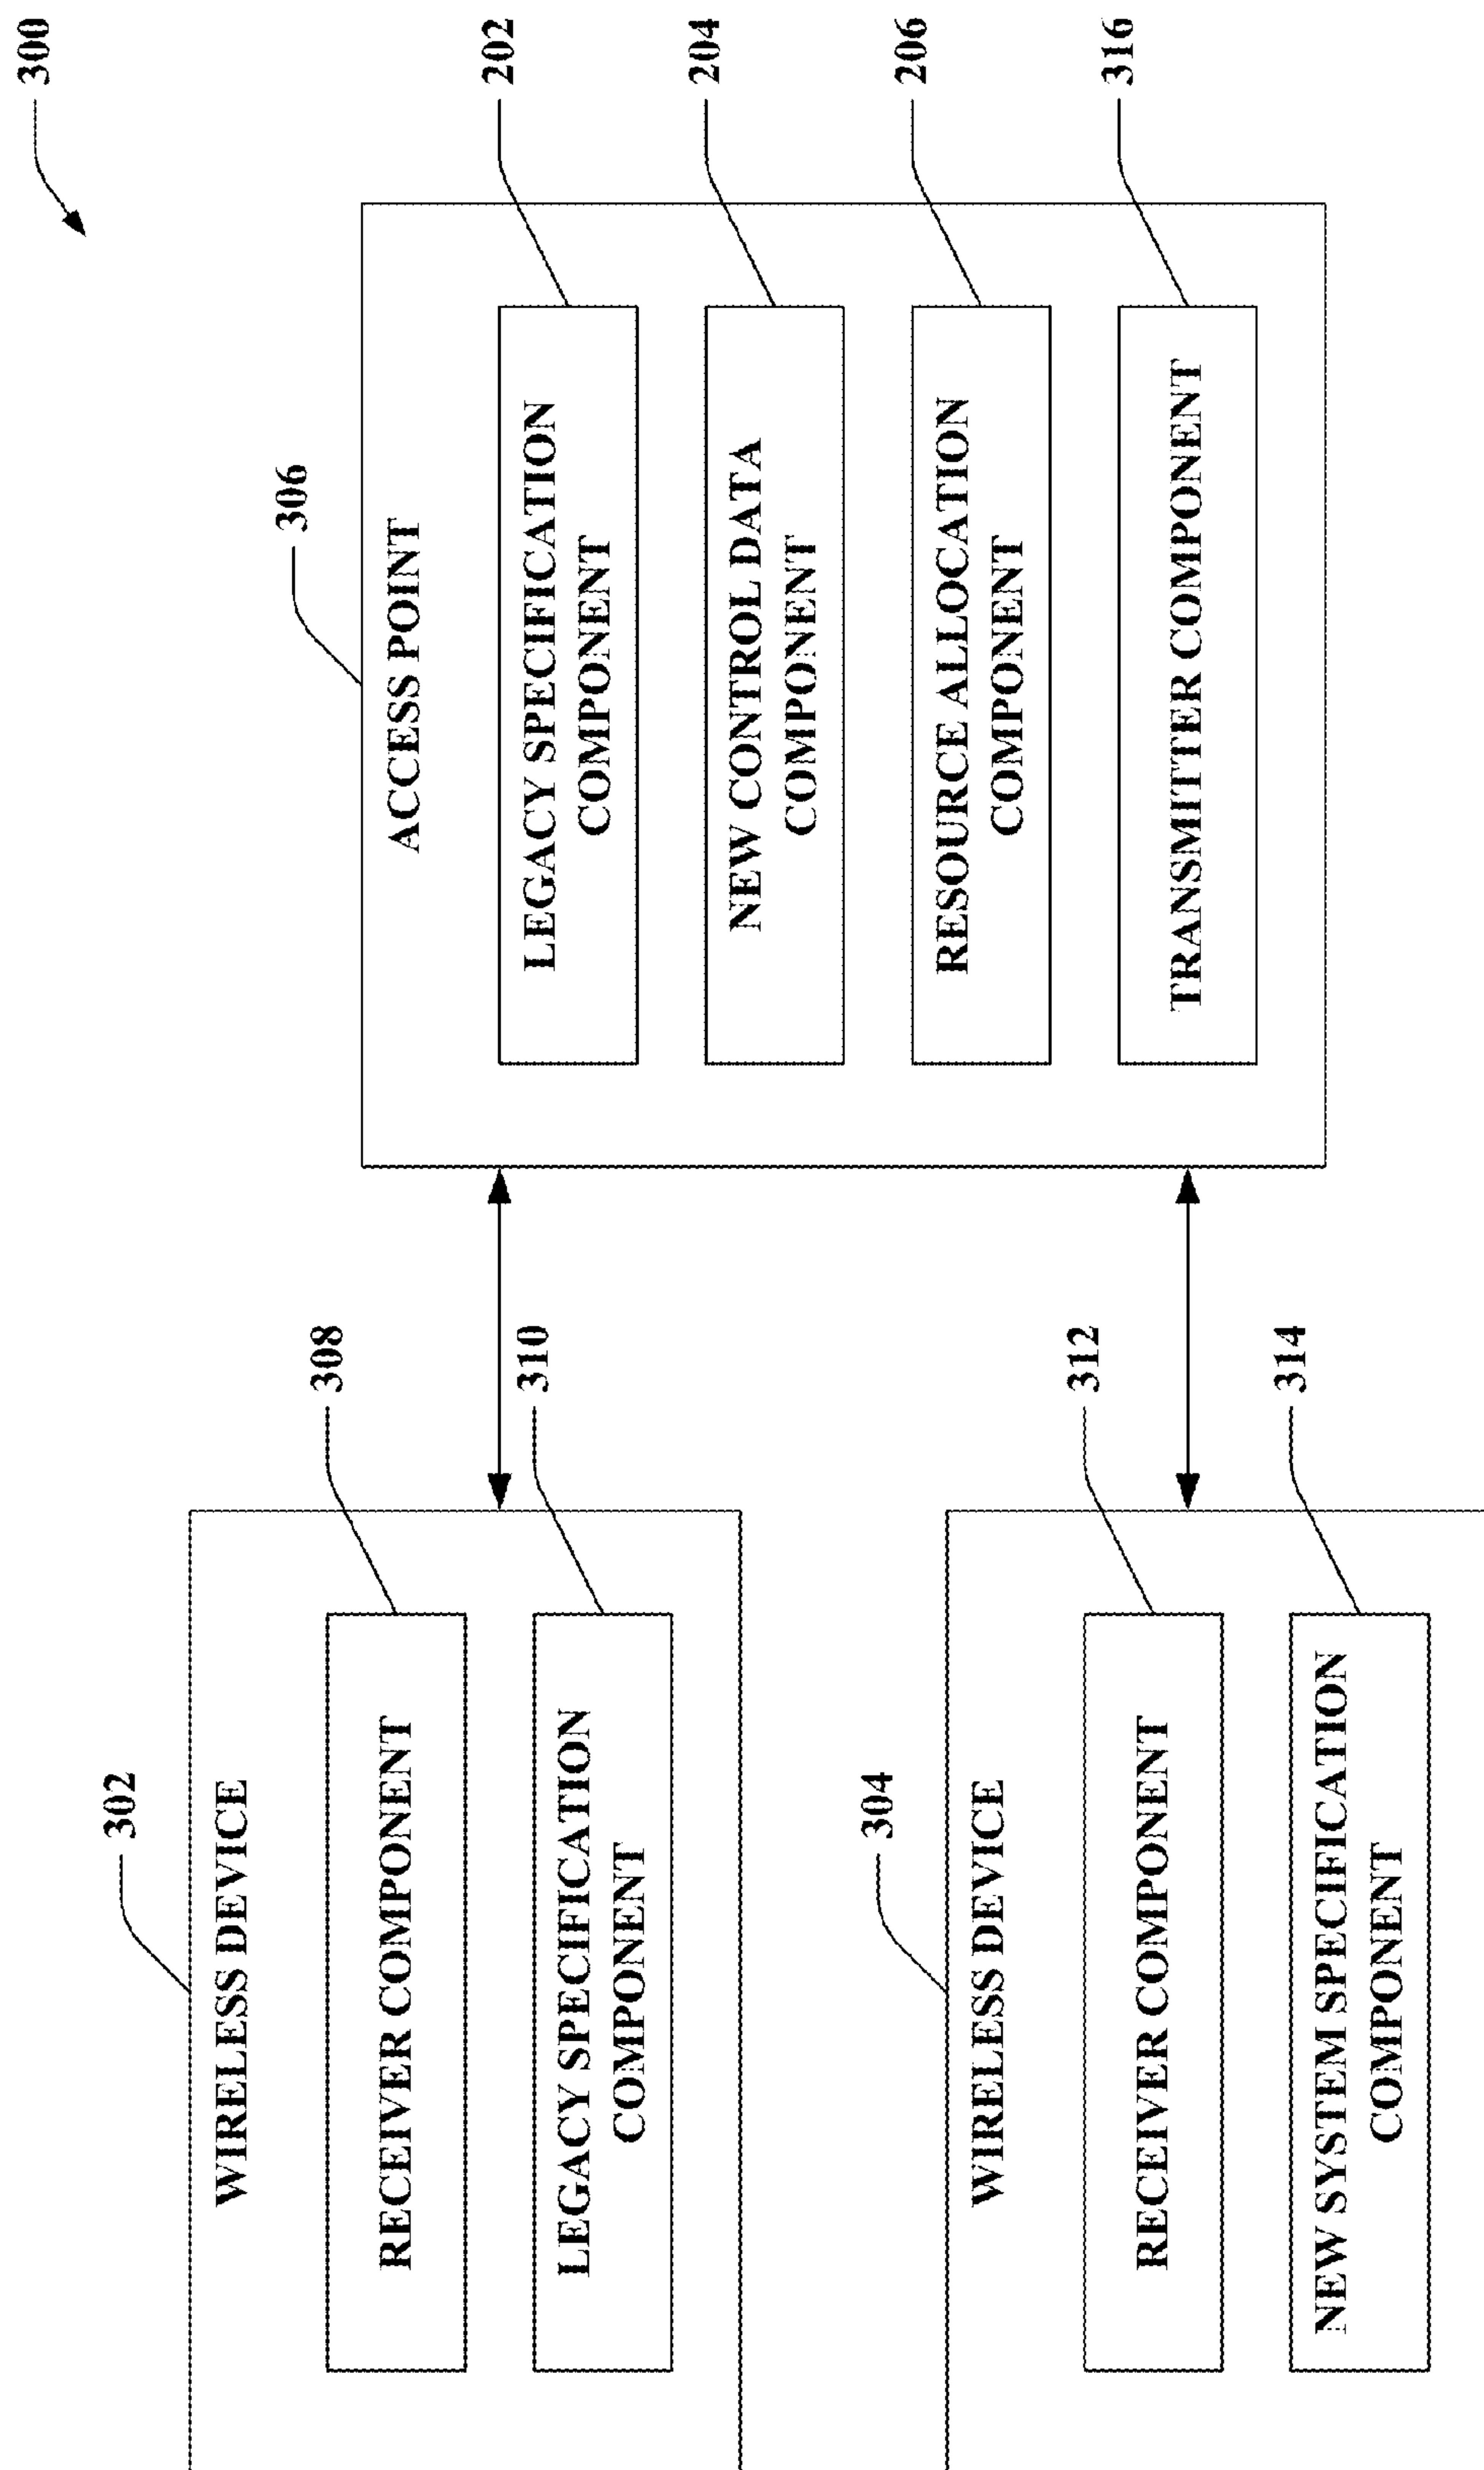 300
302
WIRELESS DEVICE
308
RECEIVER COMPONENT
310
LEGACY SPECIFICATION
COMPONENT
304
WIRELESS DEVICE
312
RECEIVER COMPONENT
314
NEW SYSTEM SPECIFICATION
COMPONENT
306
ACCESS POINT
202
LEGACY SPECIFICATION
COMPONENT
204
NEW CONTROL DATA
COMPONENT
206
RESOURCE ALLOCATION
COMPONENT
316
TRANSMITTER COMPONENT